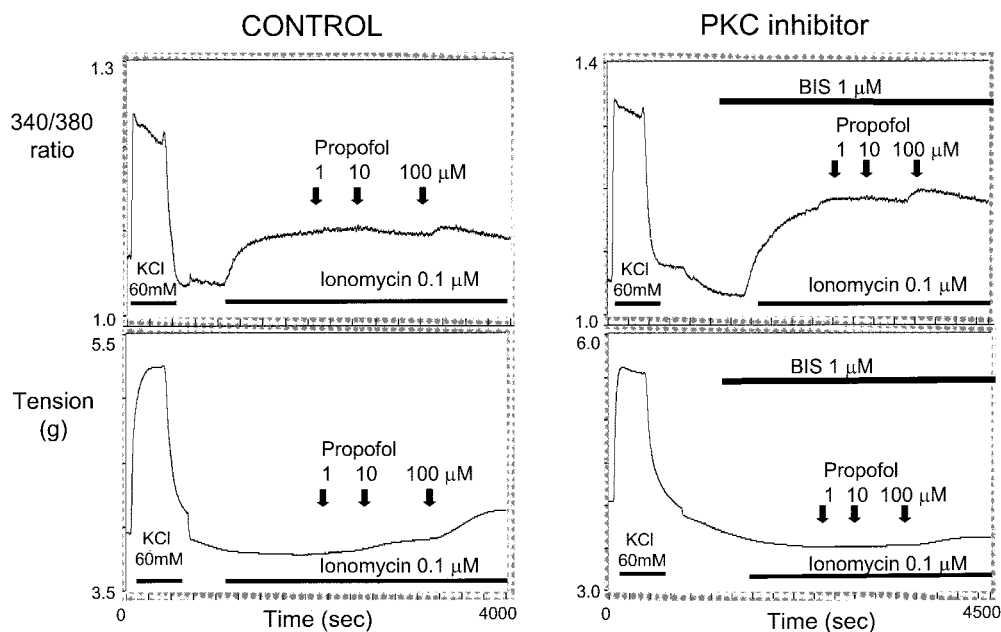 CONTROL
PKC inhibitor
340/380
ratio
1.3
1.0
Propofol
1 10 100 μM
KCl
60mM
Ionomycin 0.1 μM
1.4
1.0
BIS 1 μM
Propofol
1 10 100 μM
KCl
60mM
Ionomycin 0.1 μM
Tension
(g)
5.5
3.5
Propofol
1 10 100 μM
KCl
60mM
Ionomycin 0.1 μM
0 Time (sec) 4000
6.0
3.0
BIS 1 μM
Propofol
1 10 100 μM
KCl
60mM
Ionomycin 0.1 μM
0 Time (sec) 4500